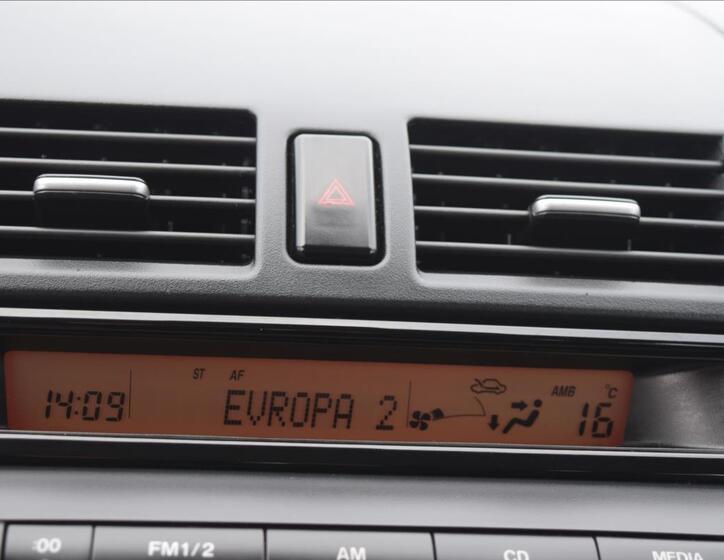 ST AF AMB °C
14:09 EVROPA 2 16
:00 FM1/2 AM CD MEDIA